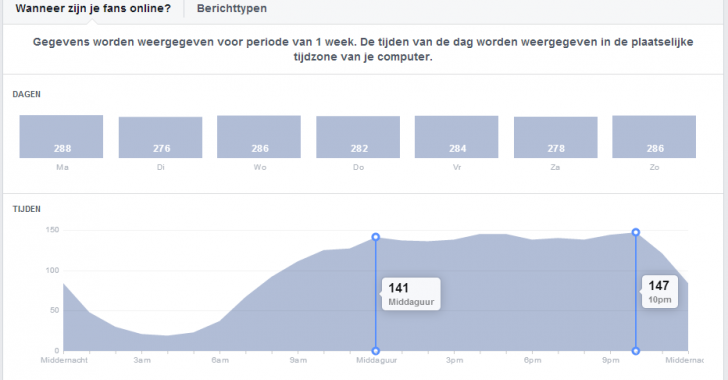 Wanneer zijn je fans online? Berichttypen
Gegevens worden weergegeven voor periode van 1 week. De tijden van de dag worden weergegeven in de plaatselijke
tijdzone van je computer.
DAGEN
288 276 286 282 284 278 286
Ma Di Wo Do Vr Za Zo
TIJDEN
150
100
50
0
141
Middaguur
147
10pm
Middernacht 3am 6am 9am Middaguur 3pm 6pm 9pm Middernac